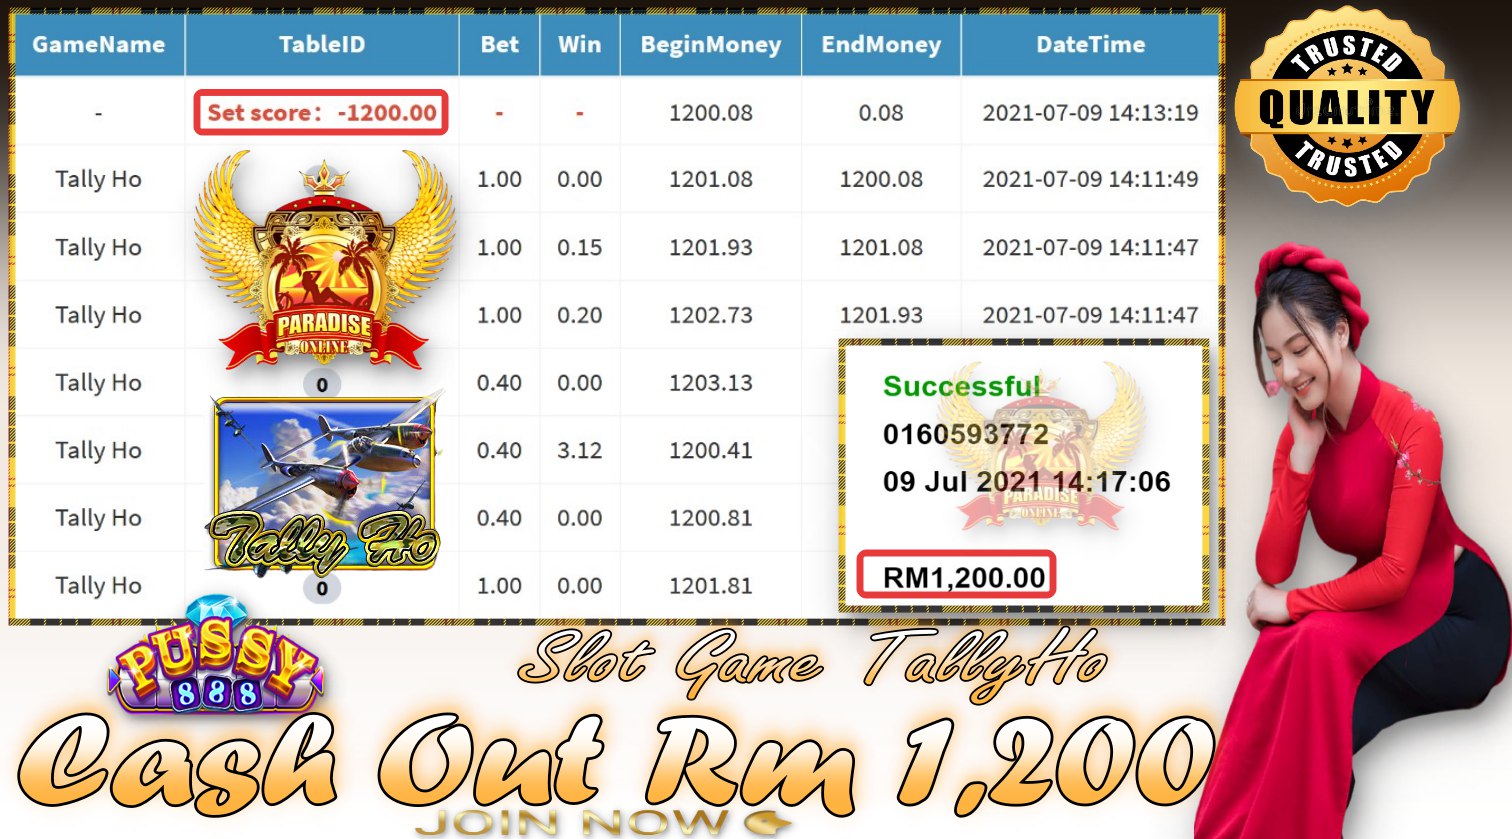 GameName TableID Bet Win BeginMoney EndMoney DateTime
- Set score: -1200.00 - - 1200.08 0.08 2021-07-09 14:13:19
Tally Ho 1.00 0.00 1201.08 1200.08 2021-07-09 14:11:49
Tally Ho 1.00 0.15 1201.93 1201.08 2021-07-09 14:11:47
Tally Ho 1.00 0.20 1202.73 1201.93 2021-07-09 14:11:47
Tally Ho 0 0.40 0.00 1203.13
Tally Ho 0.40 3.12 1200.41
Tally Ho 0.40 0.00 1200.81
Tally Ho 0 1.00 0.00 1201.81
PARADISE
ONLINE
Tally Ho
Successful
0160593772
09 Jul 2021 14:17:06
PARADISE
ONLINE
RM1,200.00
TRUSTED
QUALITY
TRUSTED
PUSSY
888
Slot Game TallyHo
Cash Out Rm 1,200
JOIN NOW